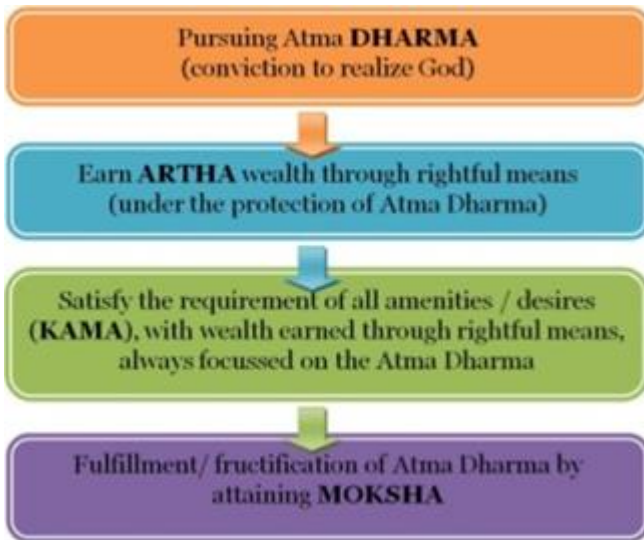 Pursuing Atma DHARMA
(conviction to realize God)
Earn ARTHA wealth through rightful means
(under the protection of Atma Dharma)
Satisfy the requirement of all amenities / desires
(KAMA), with wealth earned through rightful means,
always focussed on the Atma Dharma
Fulfillment/ fructification of Atma Dharma by
attaining MOKSHA